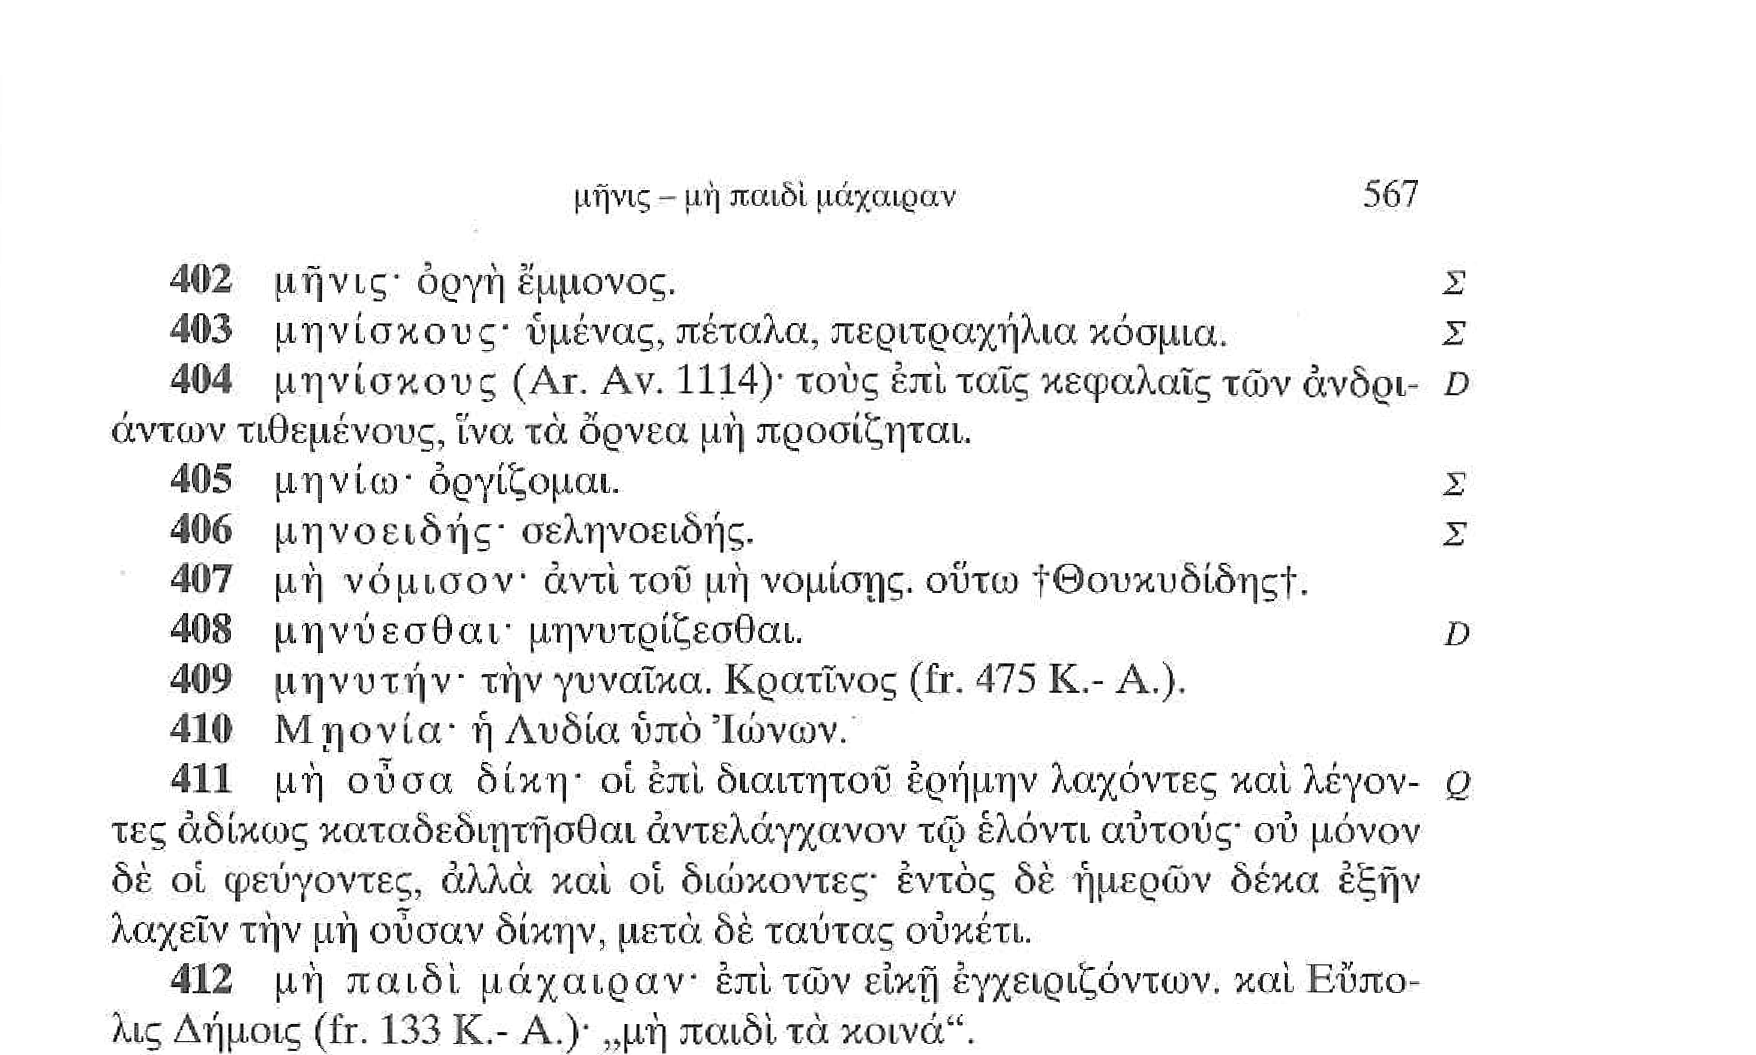 μῆνις – μὴ παιδὶ μάχαιραν 567
402 μῆνις· ὀργὴ ἔμμονος. Σ
403 μηνίσκους· ὑμένας, πέταλα, περιτραχήλια κόσμια. Σ
404 μηνίσκους (Ar. Av. 1114)· τοὺς ἐπὶ ταῖς κεφαλαῖς τῶν ἀνδρι- D
άντων τιθεμένους, ἵνα τὰ ὄρνεα μὴ προσίζηται.
405 μηνίω· ὀργίζομαι. Σ
406 μηνοειδής· σεληνοειδής. Σ
407 μὴ νόμισον· ἀντὶ τοῦ μὴ νομίσῃς. οὕτω †Θουκυδίδης†.
408 μηνύεσθαι· μηνυτρίζεσθαι. D
409 μηνυτήν· τὴν γυναῖκα. Κρατῖνος (fr. 475 K.- A.).
410 Μῃονία· ἡ Λυδία ὑπὸ Ἰώνων.
411 μὴ οὖσα δίκη· οἱ ἐπὶ διαιτητοῦ ἐρήμην λαχόντες καὶ λέγον- Q
τες ἀδίκως καταδεδιῃτῆσθαι ἀντελάγχανον τῷ ἑλόντι αὐτούς· οὐ μόνον
δὲ οἱ φεύγοντες, ἀλλὰ καὶ οἱ διώκοντες· ἐντὸς δὲ ἡμερῶν δέκα ἐξῆν
λαχεῖν τὴν μὴ οὖσαν δίκην, μετὰ δὲ ταύτας οὐκέτι.
412 μὴ παιδὶ μάχαιραν· ἐπὶ τῶν εἰκῇ ἐγχειριζόντων. καὶ Εὔπο-
λις Δήμοις (fr. 133 K.- A.)· „μὴ παιδὶ τὰ κοινά“.